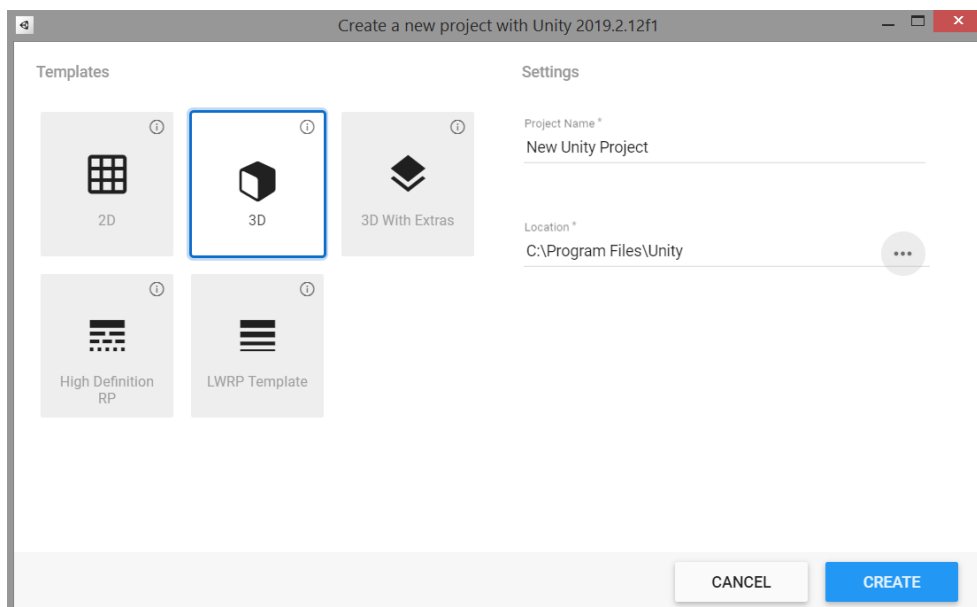 Create a new project with Unity 2019.2.12f1
Templates
Settings
2D
3D
3D With Extras
High Definition
RP
LWRP Template
Project Name *
New Unity Project
Location *
C:\Program Files\Unity
CANCEL
CREATE